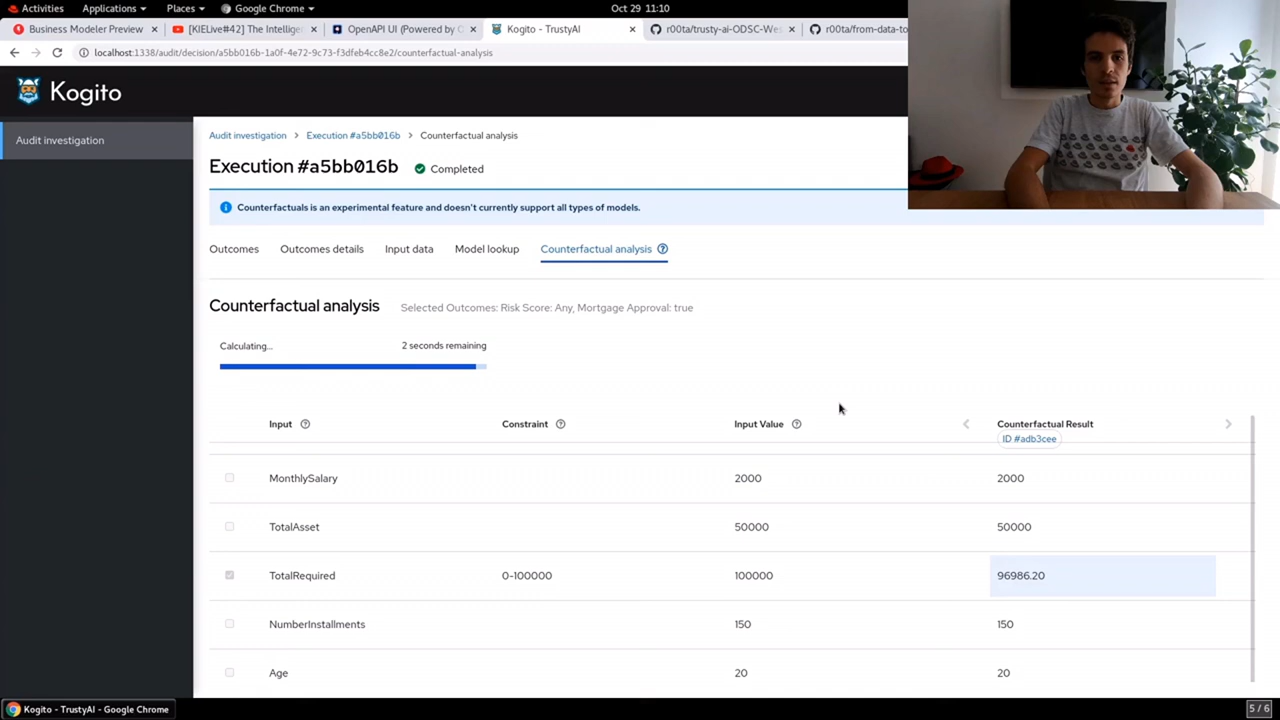 Activities Applications Places Google Chrome Oct 29 11:10
Business Modeler Preview [KIELive#42] The Intellige OpenAPI UI (Powered by Q Kogito - TrustyAI r00ta/trusty-ai-ODSC-Wes r00ta/from-data-to
localhost:1338/audit/decision/a5bb016b-1a0f-4e72-9c73-f3dfeb4cc8e2/counterfactual-analysis
Kogito
Audit investigation
Audit investigation > Execution #a5bb016b > Counterfactual analysis
Execution #a5bb016b Completed
Counterfactuals is an experimental feature and doesn't currently support all types of models.
Outcomes Outcomes details Input data Model lookup Counterfactual analysis
Counterfactual analysis Selected Outcomes: Risk Score: Any, Mortgage Approval: true
Calculating... 2 seconds remaining
Input Constraint Input Value Counterfactual Result
ID #adb3cee
MonthlySalary 2000 2000
TotalAsset 50000 50000
TotalRequired 0-100000 100000 96986.20
NumberInstallments 150 150
Age 20 20
Kogito - TrustyAI - Google Chrome 5 / 6